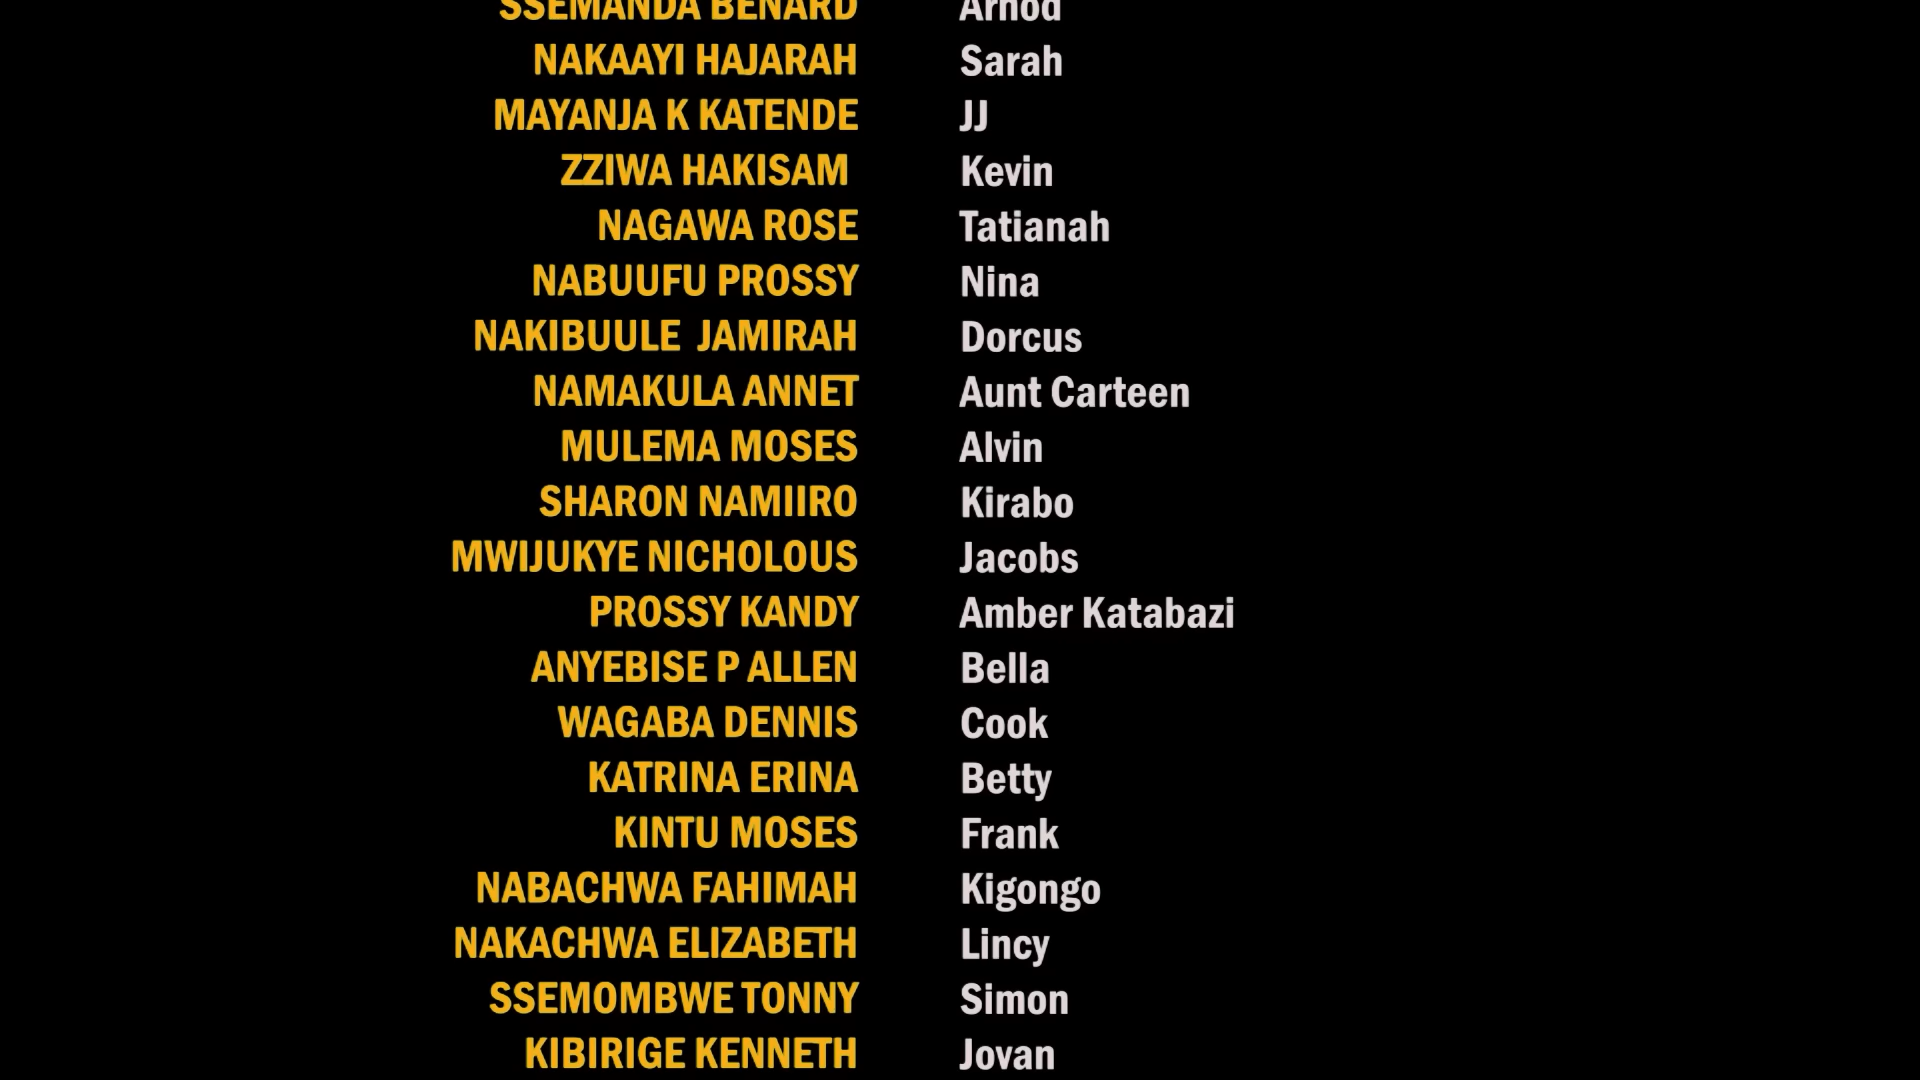 SSEMANDA BENARD Arnod
NAKAAYI HAJARAH Sarah
MAYANJA K KATENDE JJ
ZZIWA HAKISAM Kevin
NAGAWA ROSE Tatianah
NABUUFU PROSSY Nina
NAKIBUULE JAMIRAH Dorcus
NAMAKULA ANNET Aunt Carteen
MULEMA MOSES Alvin
SHARON NAMIIRO Kirabo
MWIJUKYE NICHOLOUS Jacobs
PROSSY KANDY Amber Katabazi
ANYEBISE P ALLEN Bella
WAGABA DENNIS Cook
KATRINA ERINA Betty
KINTU MOSES Frank
NABACHWA FAHIMAH Kigongo
NAKACHWA ELIZABETH Lincy
SSEMOMBWE TONNY Simon
KIBIRIGE KENNETH Jovan